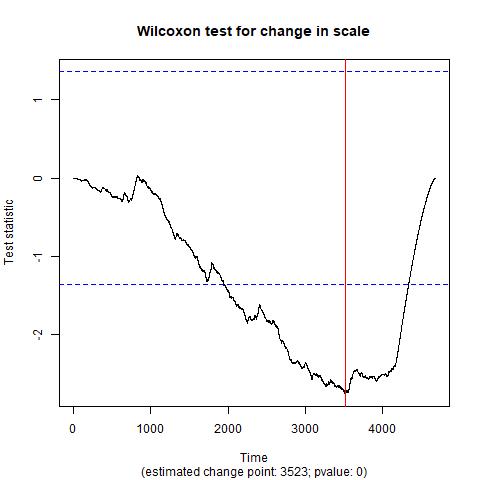 Wilcoxon test for change in scale
Test statistic
1
0
-1
-2
0 1000 2000 3000 4000
Time
(estimated change point: 3523; pvalue: 0)